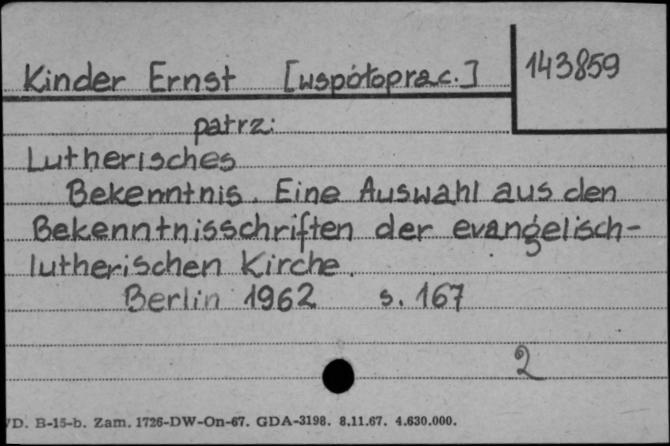 Kinder Ernst [współoprac.] 143859
patrz:
Lutherisches
Bekenntnis. Eine Auswahl aus den
Bekenntnisschriften der evangelisch-
lutherischen Kirche.
Berlin 1962 s. 167
2
D. B-15-b. Zam. 1726-DW-On-67. GDA-3198. 8.11.67. 4.630.000.